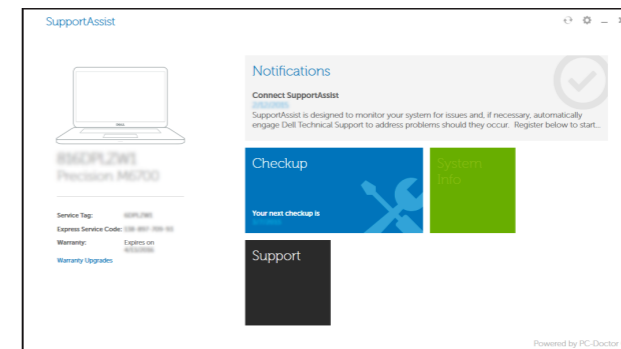 SupportAssist
Notifications
Connect SupportAssist
SupportAssist is designed to monitor your system for issues and, if necessary, automatically
engage Dell Technical Support to address problems should they occur. Register below to start...
Precision M6700
Checkup
System
Info
Your next checkup is
Service Tag:
Express Service Code:
Warranty: Expires on
Warranty Upgrades
Support
Powered by PC-Doctor